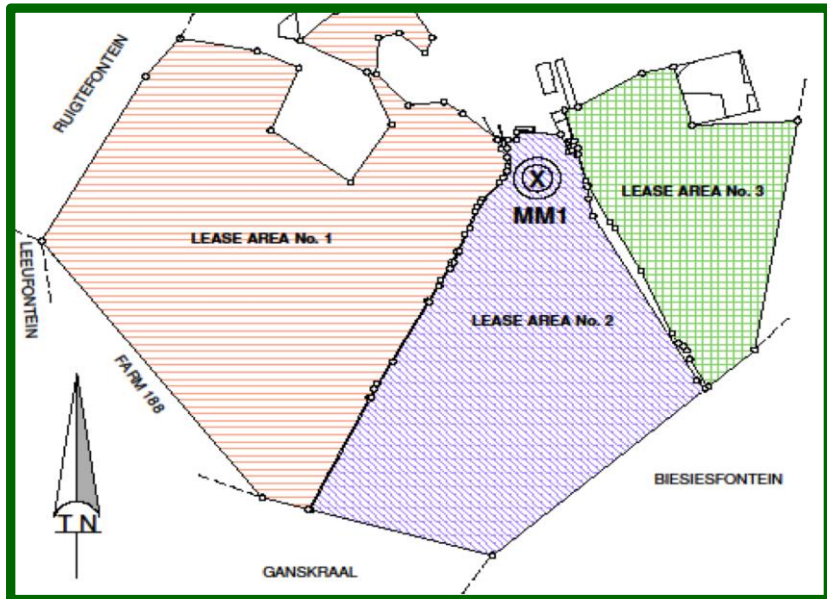 RUIGTEFONTEIN
LEASE AREA No. 3
X
MM1
LEASE AREA No. 1
LEEUFONTEIN
LEASE AREA No. 2
FARM 188
BIESIESFONTEIN
T N
GANSKRAAL